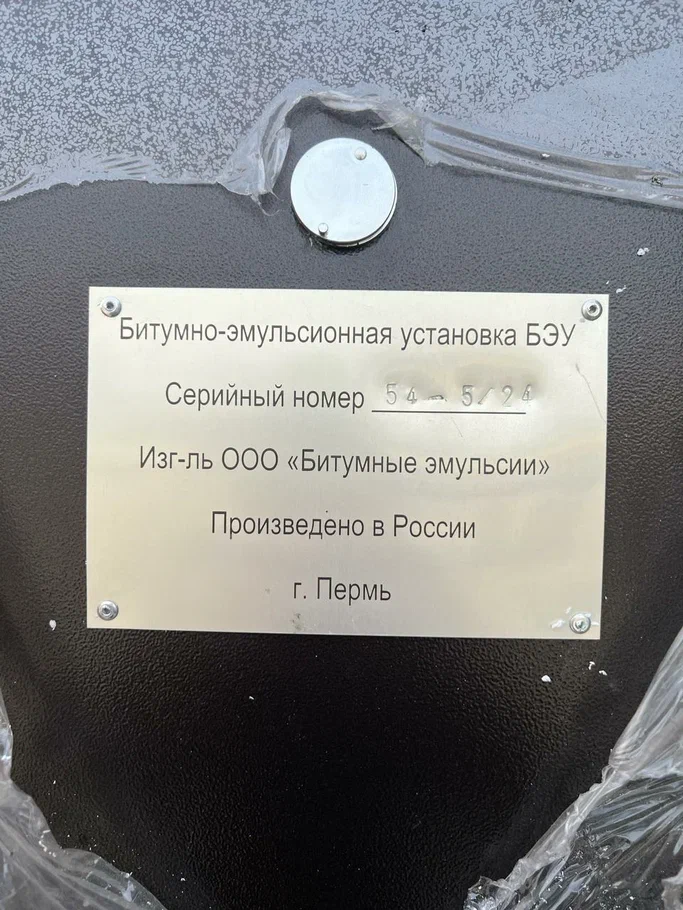 Битумно-эмульсионная установка БЭУ
Серийный номер 54-5/24
Изг-ль ООО «Битумные эмульсии»
Произведено в России
г. Пермь